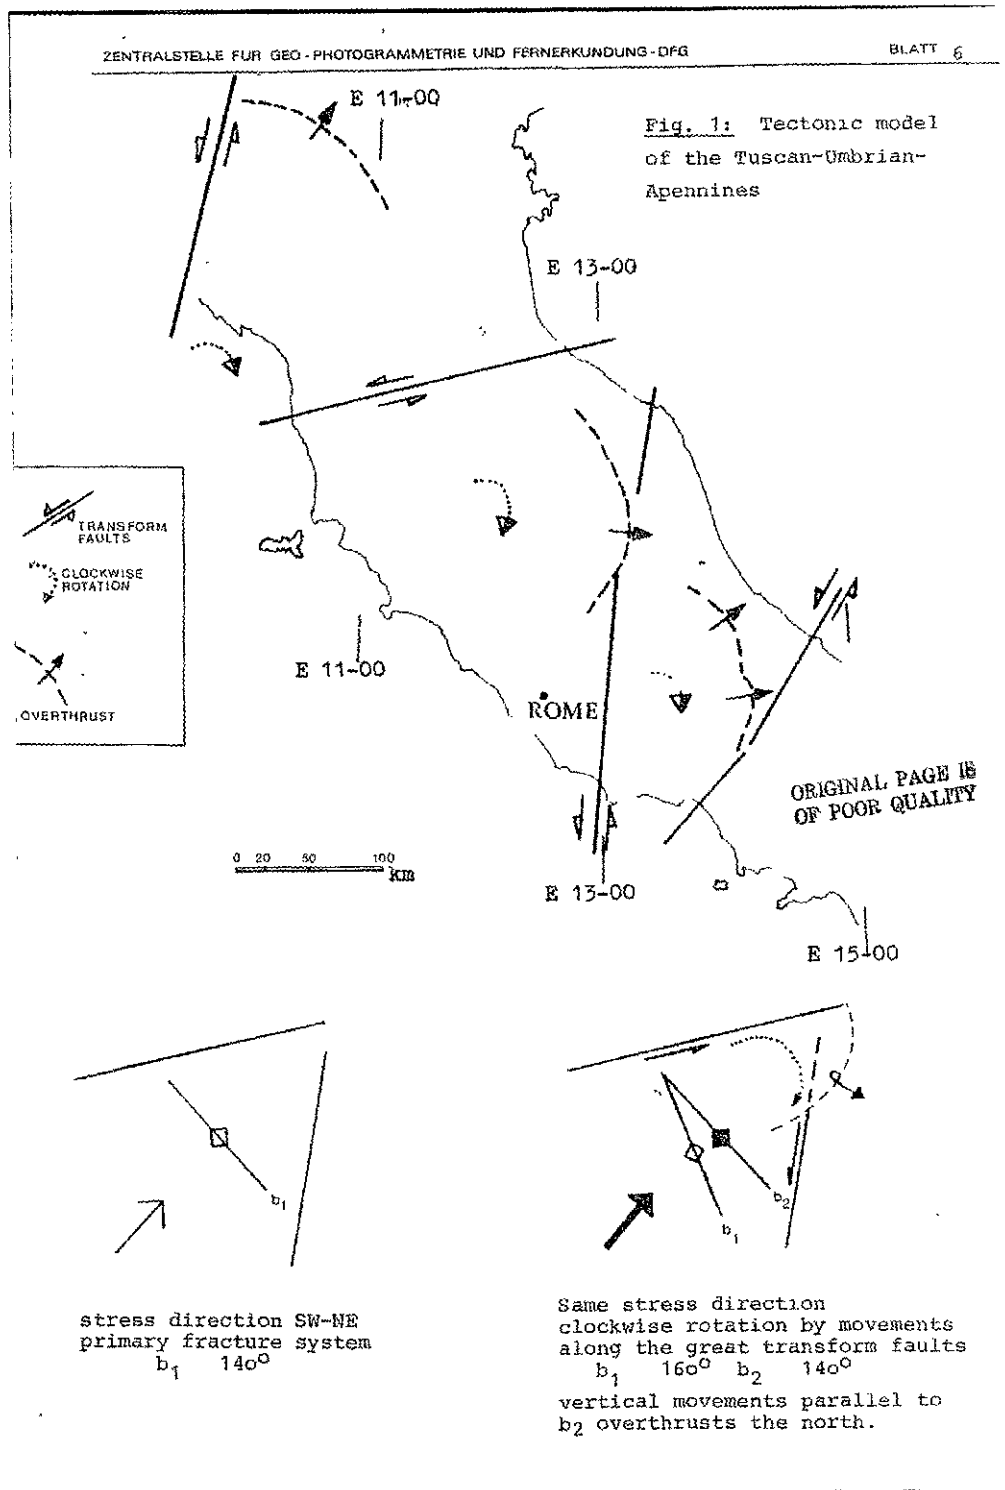 ZENTRALSTELLE FUR GEO-PHOTOGRAMMETRIE UND FERNERKUNDUNG-DFG
BLATT 6
E 11-00
Fig. 1: Tectonic model
of the Tuscan-Umbrian-
Apennines
E 13-00
TRANSFORM
FAULTS
CLOCKWISE
ROTATION
OVERTHRUST
E 11-00
ROME
ORIGINAL PAGE IS
OF POOR QUALITY
0 20 50 100
KM
E 13-00
E 15-00
b1
b2
b1
stress direction SW-NE
primary fracture system
b1 140°
Same stress direction
clockwise rotation by movements
along the great transform faults
b1 160° b2 140°
vertical movements parallel to
b2 overthrusts the north.